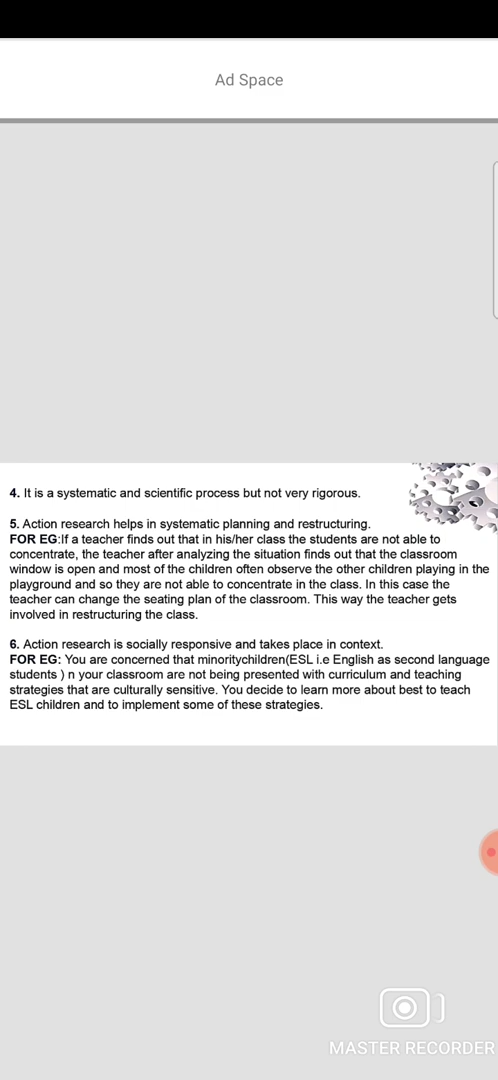 Ad Space
4. It is a systematic and scientific process but not very rigorous.
5. Action research helps in systematic planning and restructuring.
FOR EG:If a teacher finds out that in his/her class the students are not able to
concentrate, the teacher after analyzing the situation finds out that the classroom
window is open and most of the children often observe the other children playing in the
playground and so they are not able to concentrate in the class. In this case the
teacher can change the seating plan of the classroom. This way the teacher gets
involved in restructuring the class.
6. Action research is socially responsive and takes place in context.
FOR EG: You are concerned that minoritychildren(ESL i.e English as second language
students ) n your classroom are not being presented with curriculum and teaching
strategies that are culturally sensitive. You decide to learn more about best to teach
ESL children and to implement some of these strategies.
MASTER RECORDER